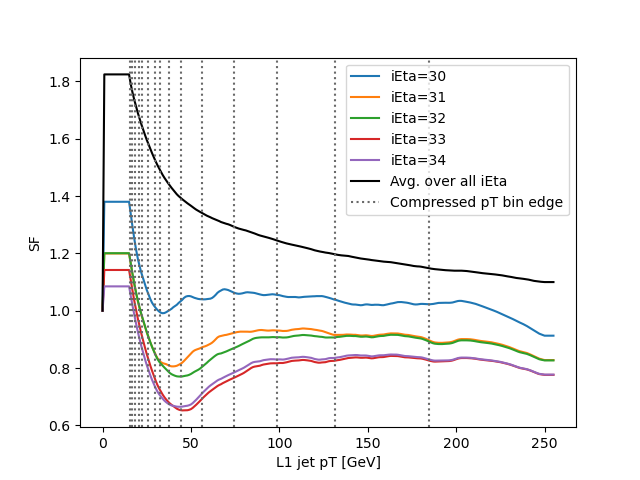 iEta=30
iEta=31
iEta=32
iEta=33
iEta=34
Avg. over all iEta
Compressed pT bin edge
1.8
1.6
1.4
1.2
1.0
0.8
0.6
SF
0
50
100
150
200
250
L1 jet pT [GeV]